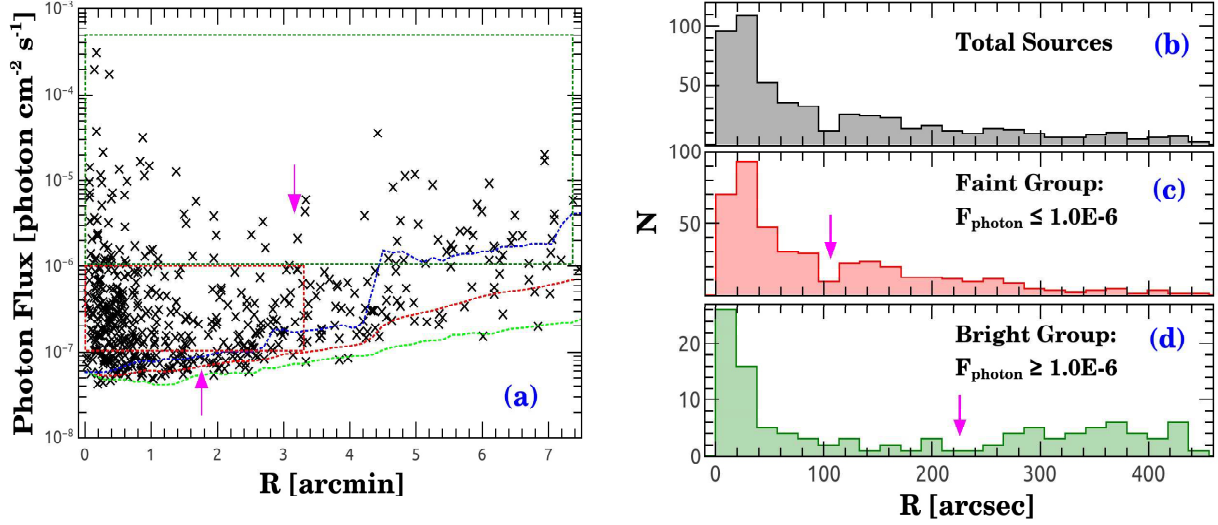 Photon Flux [photon cm⁻² s⁻¹]
10⁻³
10⁻⁴
10⁻⁵
10⁻⁶
10⁻⁷
10⁻⁸
0 1 2 3 4 5 6 7
R [arcmin]
(a)
N
100
50
Total Sources
(b)
100
50
Faint Group:
(c)
F_photon ≤ 1.0E-6
20
10
0
Bright Group:
(d)
F_photon ≥ 1.0E-6
0 100 200 300 400
R [arcsec]